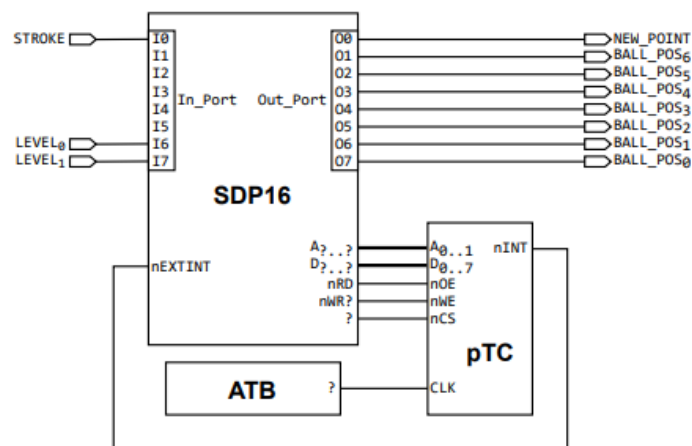 STROKE I0 O0 NEW_POINT
I1 O1 BALL_POS6
I2 O2 BALL_POS5
I3 O3 BALL_POS4
In_Port Out_Port
I4 O4 BALL_POS3
I5 O5 BALL_POS2
LEVEL0 I6 O6 BALL_POS1
LEVEL1 I7 O7 BALL_POS0
SDP16
A?..? A0..1 nINT
nEXTINT D?..? D0..7
nRD nOE
nWR? nWE
? nCS
pTC
ATB ? CLK